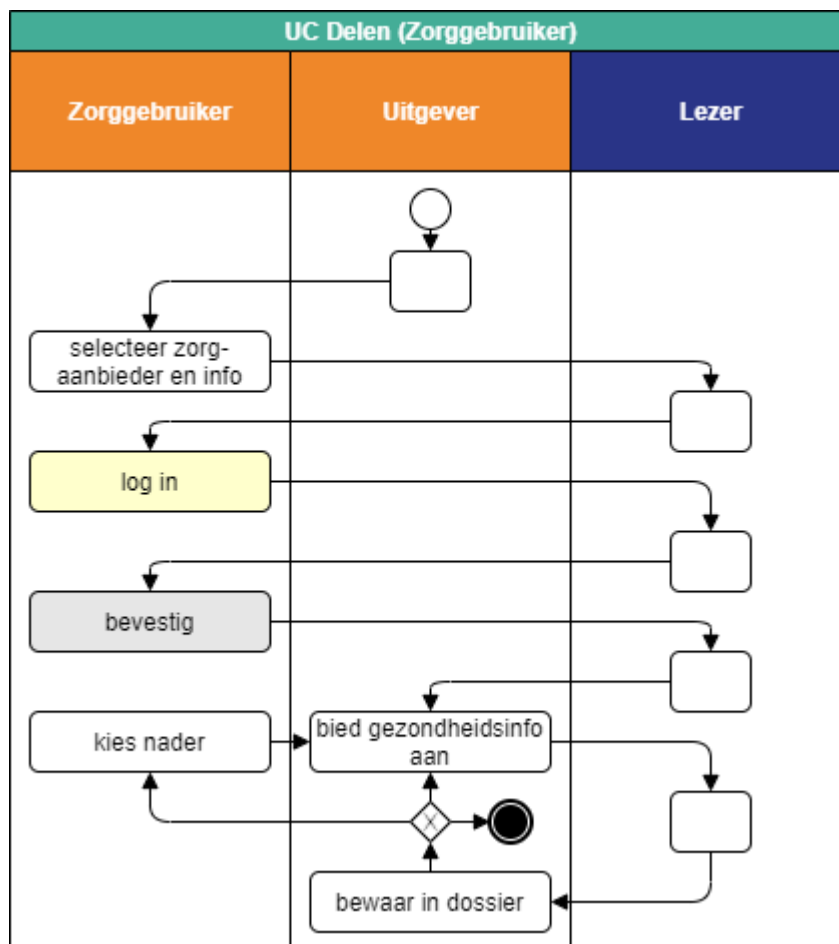 UC Delen (Zorggebruiker)
Zorggebruiker
Uitgever
Lezer
selecteer zorg-
aanbieder en info
log in
bevestig
kies nader
bied gezondheidsinfo
aan
bewaar in dossier